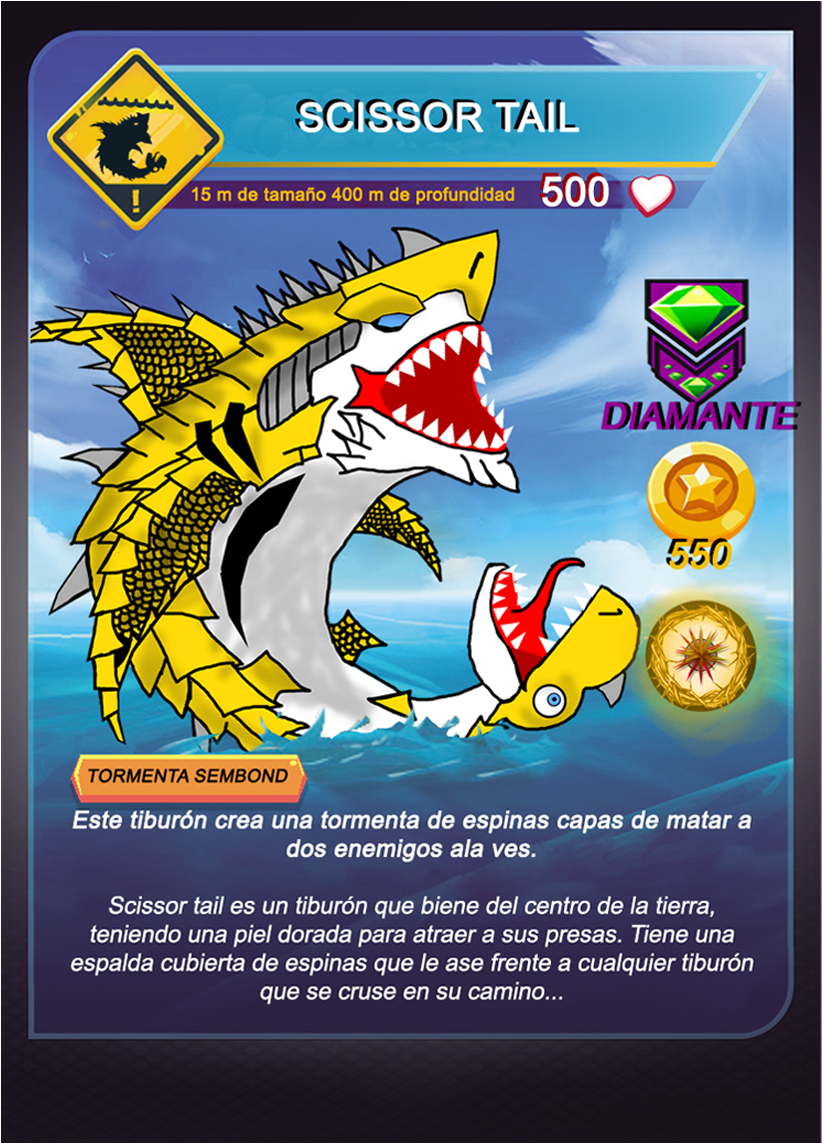 SCISSOR TAIL
15 m de tamaño 400 m de profundidad
500
DIAMANTE
550
TORMENTA SEMBOND
Este tiburón crea una tormenta de espinas capas de matar a
dos enemigos ala ves.
Scissor tail es un tiburón que biene del centro de la tierra,
teniendo una piel dorada para atraer a sus presas. Tiene una
espalda cubierta de espinas que le ase frente a cualquier tiburón
que se cruse en su camino...